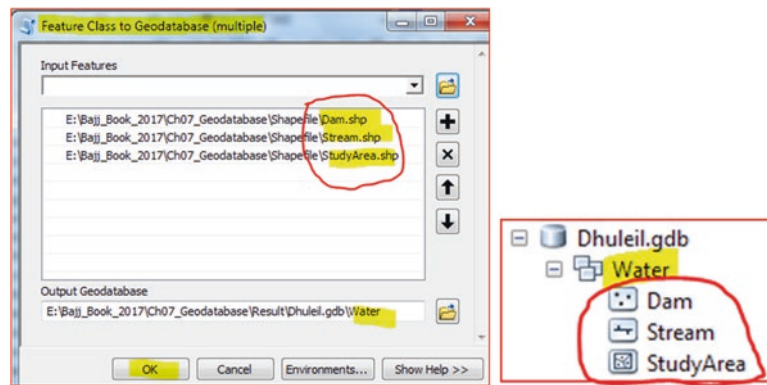 Feature Class to Geodatabase (multiple)
Input Features
E:\Bajj_Book_2017\Ch07_Geodatabase\Shapefile\Dam.shp
E:\Bajj_Book_2017\Ch07_Geodatabase\Shapefile\Stream.shp
E:\Bajj_Book_2017\Ch07_Geodatabase\Shapefile\StudyArea.shp
Output Geodatabase
E:\Bajj_Book_2017\Ch07_Geodatabase\Result\Dhuleil.gdb\Water
OK
Cancel
Environments...
Show Help >>
Dhuleil.gdb
Water
Dam
Stream
StudyArea